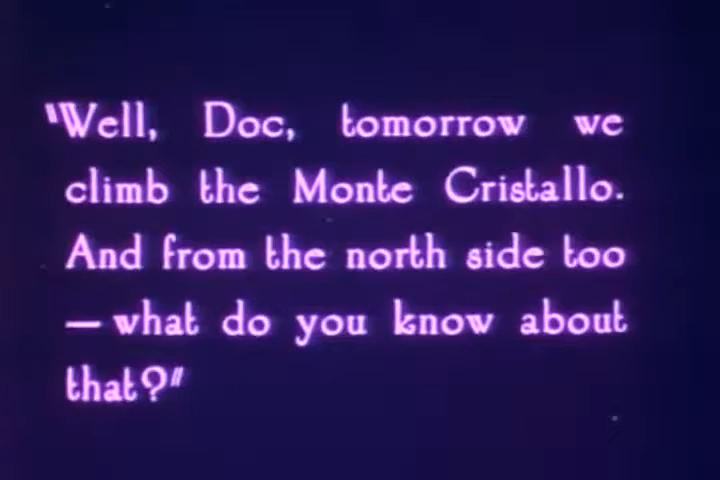 "Well, Doc, tomorrow we
climb the Monte Cristallo.
And from the north side too
— what do you know about
that?"